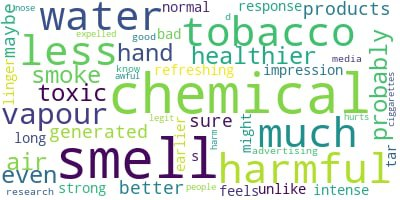 nose expelled normal response products
maybe d good bad
water tobacco
know awful refreshing impression media
less hand healthier ciggarettes
linger smoke probably
toxic chemical
vapour generated sure earlier might much
long legit hurts tar
air s advertising
even smell harmful
strong better harm feels unlike intense
research people